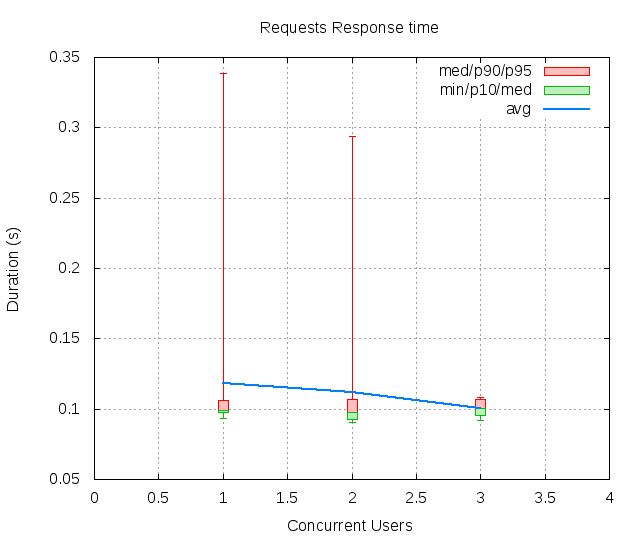 Requests Response time
med/p90/p95
min/p10/med
avg
0.35
0.3
0.25
0.2
0.15
0.1
0.05
Duration (s)
0 0.5 1 1.5 2 2.5 3 3.5 4
Concurrent Users